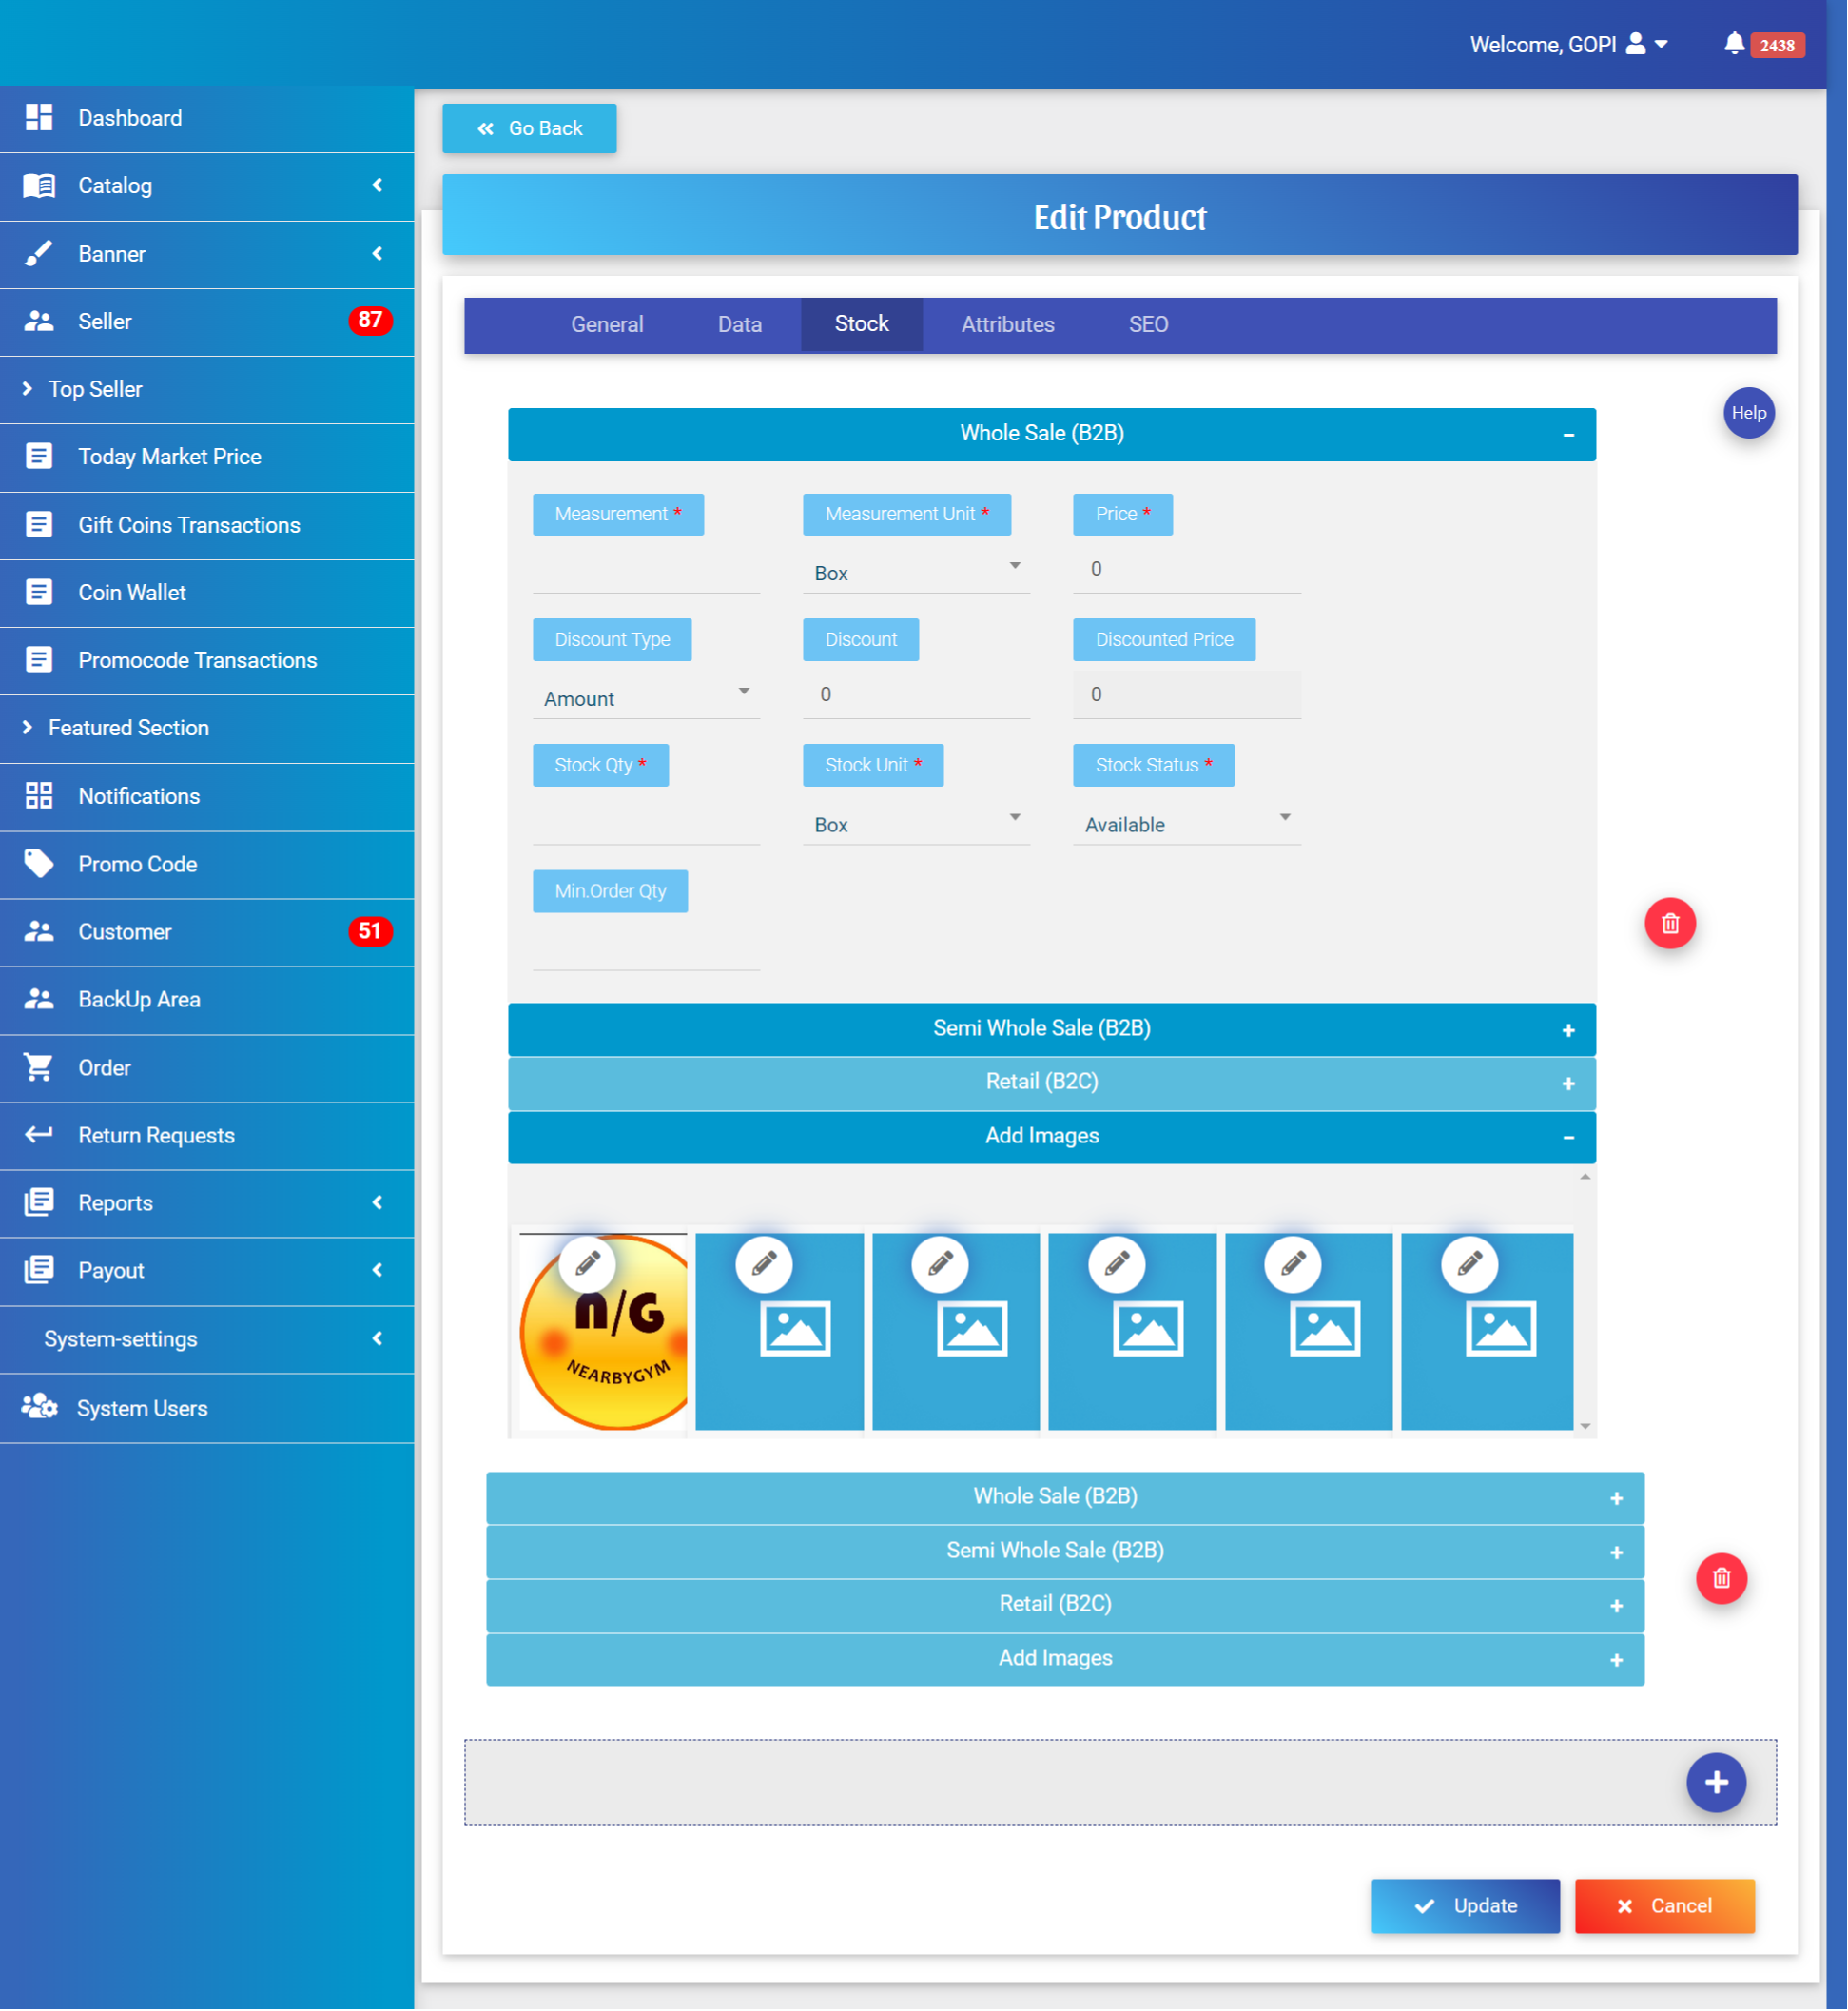 Welcome, GOPI
2438
Dashboard
Catalog
Banner
Seller 87
Top Seller
Today Market Price
Gift Coins Transactions
Coin Wallet
Promocode Transactions
Featured Section
Notifications
Promo Code
Customer 51
BackUp Area
Order
Return Requests
Reports
Payout
System-settings
System Users
Go Back
Edit Product
General Data Stock Attributes SEO
Help
Whole Sale (B2B) -
Measurement * Measurement Unit * Price *
Box 0
Discount Type Discount Discounted Price
Amount 0 0
Stock Qty * Stock Unit * Stock Status *
Box Available
Min.Order Qty
Semi Whole Sale (B2B) +
Retail (B2C) +
Add Images -
n/G
NEARBYGYM
Whole Sale (B2B) +
Semi Whole Sale (B2B) +
Retail (B2C) +
Add Images +
Update Cancel